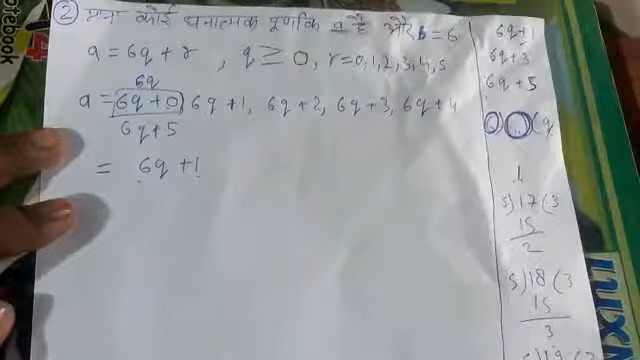 ② माना कोई धनात्मक पूर्णांक a है और b = 6
a = 6q + r , q ≥ 0, r = 0, 1, 2, 3, 4, 5
6q
a = 6q + 0, 6q + 1, 6q + 2, 6q + 3, 6q + 4
6q + 5
= 6q + 1
6q + 1
6q + 3
6q + 5
(q
5)17(3
15
2
5)18(3
15
3